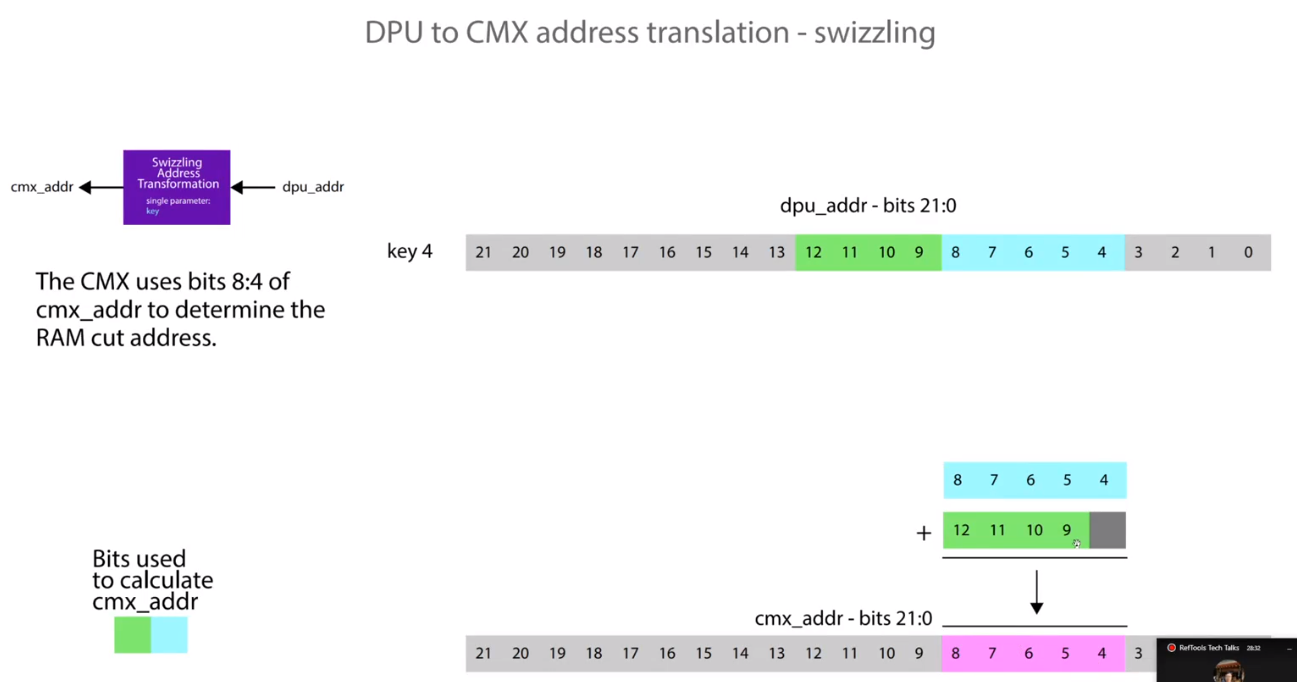 DPU to CMX address translation - swizzling
Swizzling
Address
Transformation
single parameter:
key
cmx_addr
dpu_addr
dpu_addr - bits 21:0
key 4
21 20 19 18 17 16 15 14 13 12 11 10 9 8 7 6 5 4 3 2 1 0
The CMX uses bits 8:4 of
cmx_addr to determine the
RAM cut address.
8 7 6 5 4
+ 12 11 10 9
Bits used
to calculate
cmx_addr
cmx_addr - bits 21:0
21 20 19 18 17 16 15 14 13 12 11 10 9 8 7 6 5 4 3
RefTools Tech Talks 28:32